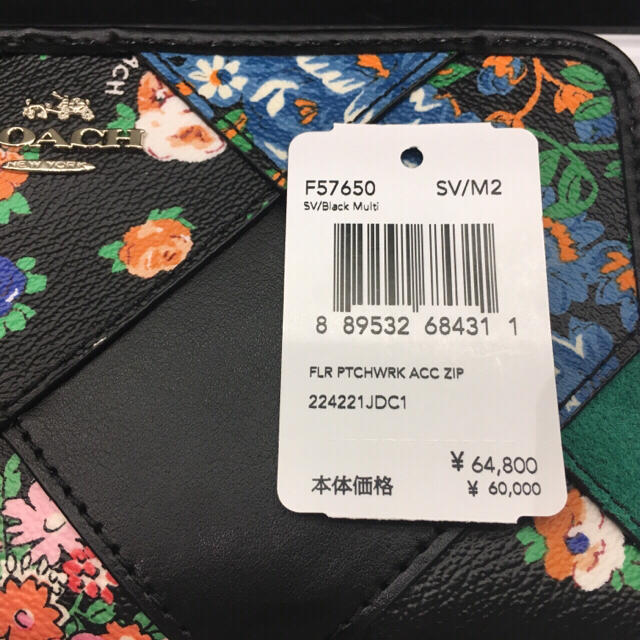 COACH
NEW YORK
ACH
F57650 SV/M2
SV/Black Multi
8 89532 68431 1
FLR PTCHWRK ACC ZIP
224221JDC1
¥ 64,800
本体価格 ¥ 60,000